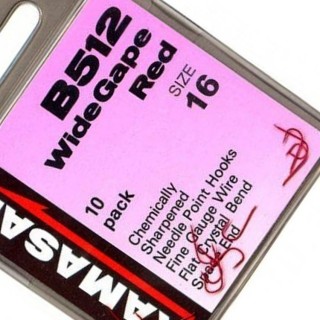 B512
Wide Gape
Red
SIZE
16
10
pack
Chemically
Sharpened
Needle Point Hooks
Fine Gauge Wire
Flat Crystal Bend
Spade End
KAMASA